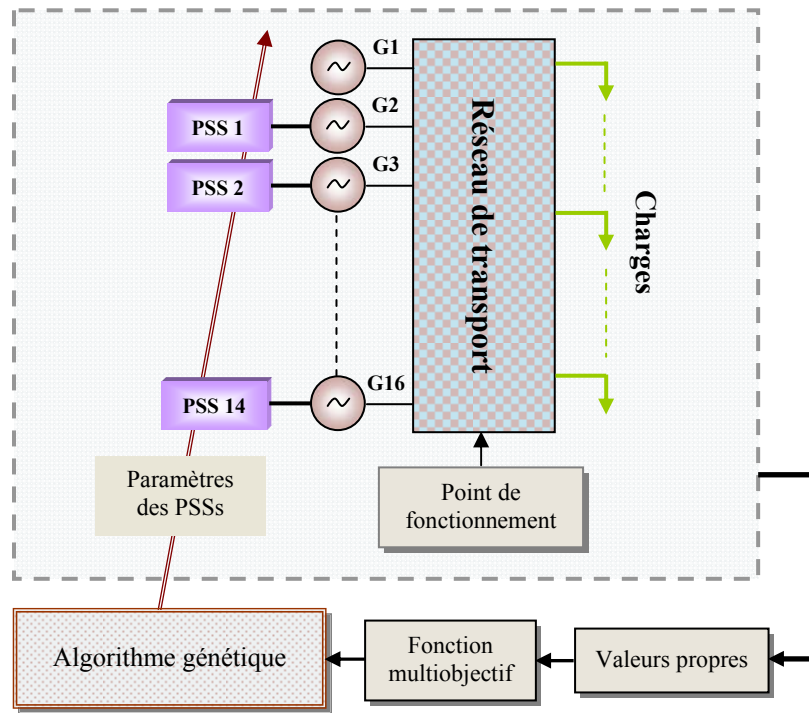 G1
PSS 1
G2
PSS 2
G3
Réseau de transport
Charges
PSS 14
G16
Paramètres
des PSSs
Point de
fonctionnement
Algorithme génétique
Fonction
multiobjectif
Valeurs propres